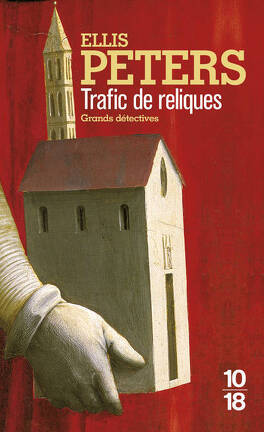 ELLIS
PETERS
Trafic de reliques
Grands détectives
10
18